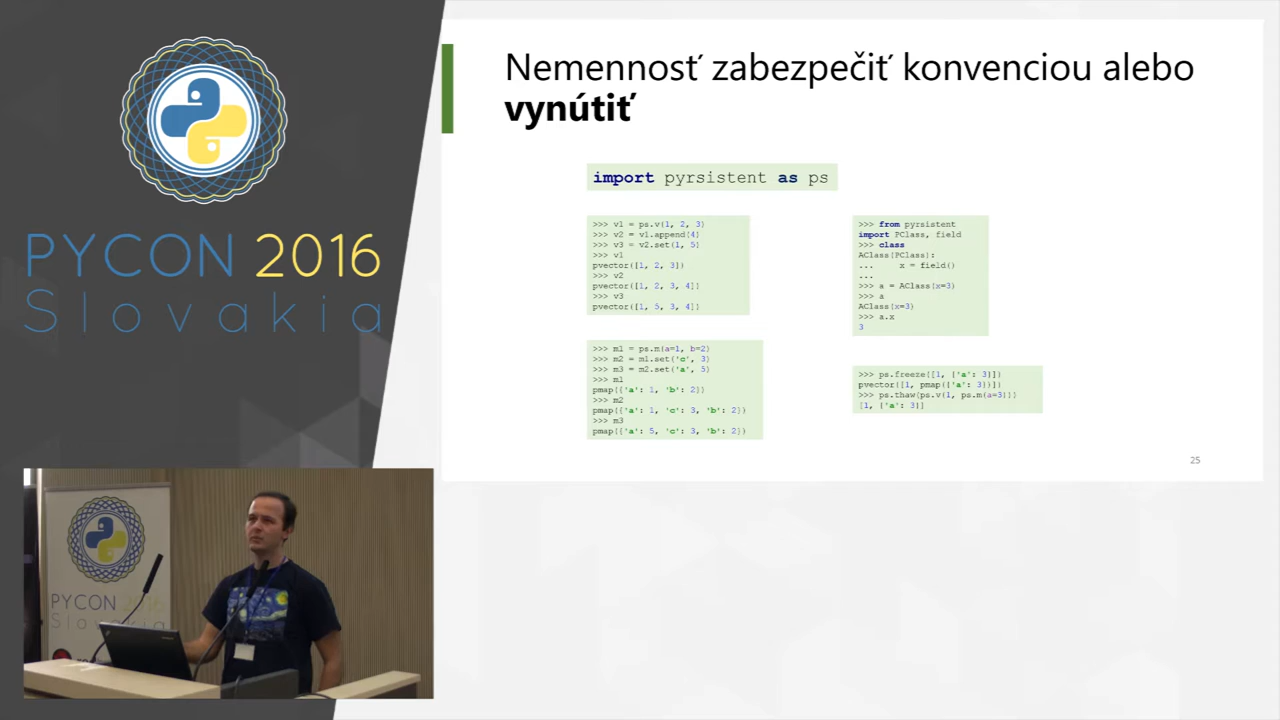 PYCON 2016
Slovakia
Nemennosť zabezpečiť konvenciou alebo
vynútiť
import pyrsistent as ps
>>> v1 = ps.v(1, 2, 3)
>>> v2 = v1.append(4)
>>> v3 = v2.set(1, 5)
>>> v1
pvector([1, 2, 3])
>>> v2
pvector([1, 2, 3, 4])
>>> v3
pvector([1, 5, 3, 4])
>>> m1 = ps.m(a=1, b=2)
>>> m2 = m1.set('c', 3)
>>> m3 = m2.set('a', 5)
>>> m1
pmap({'a': 1, 'b': 2})
>>> m2
pmap({'a': 1, 'c': 3, 'b': 2})
>>> m3
pmap({'a': 5, 'c': 3, 'b': 2})
>>> from pyrsistent
import PClass, field
>>> class
AClass(PClass):
...     x = field()
...
>>> a = AClass(x=3)
>>> a
AClass(x=3)
>>> a.x
3
>>> ps.freeze([1, {'a': 3}])
pvector([1, pmap({'a': 3})])
>>> ps.thaw(ps.v(1, ps.m(a=3)))
[1, {'a': 3}]
25
PYCON 2016
Slovakia